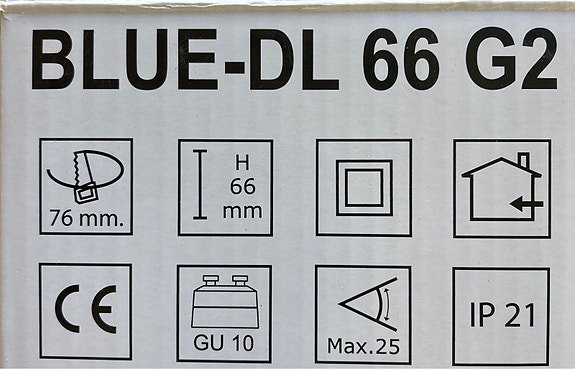 BLUE-DL 66 G2
76 mm.
H
66
mm
CE
GU 10
Max.25
IP 21